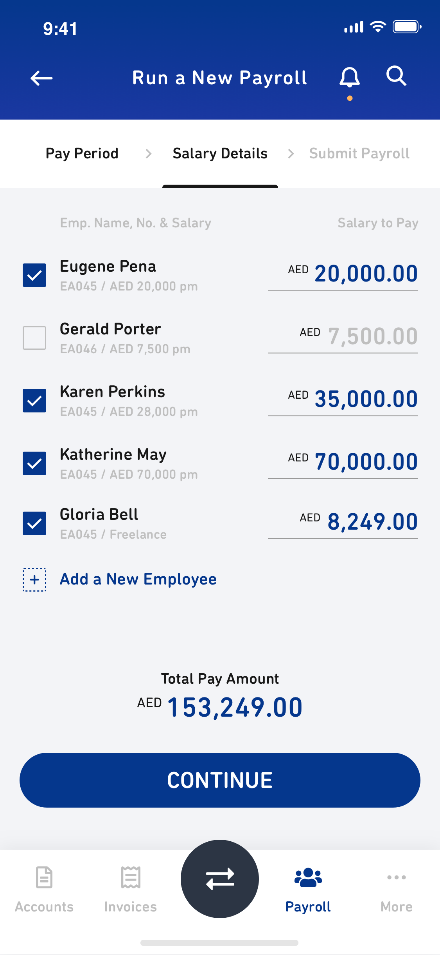 9:41
Run a New Payroll
Pay Period > Salary Details > Submit Payroll
Emp. Name, No. & Salary Salary to Pay
Eugene Pena
EA045 / AED 20,000 pm
AED 20,000.00
Gerald Porter
EA046 / AED 7,500 pm
AED 7,500.00
Karen Perkins
EA045 / AED 28,000 pm
AED 35,000.00
Katherine May
EA045 / AED 70,000 pm
AED 70,000.00
Gloria Bell
EA045 / Freelance
AED 8,249.00
+ Add a New Employee
Total Pay Amount
AED 153,249.00
CONTINUE
Accounts Invoices Payroll More